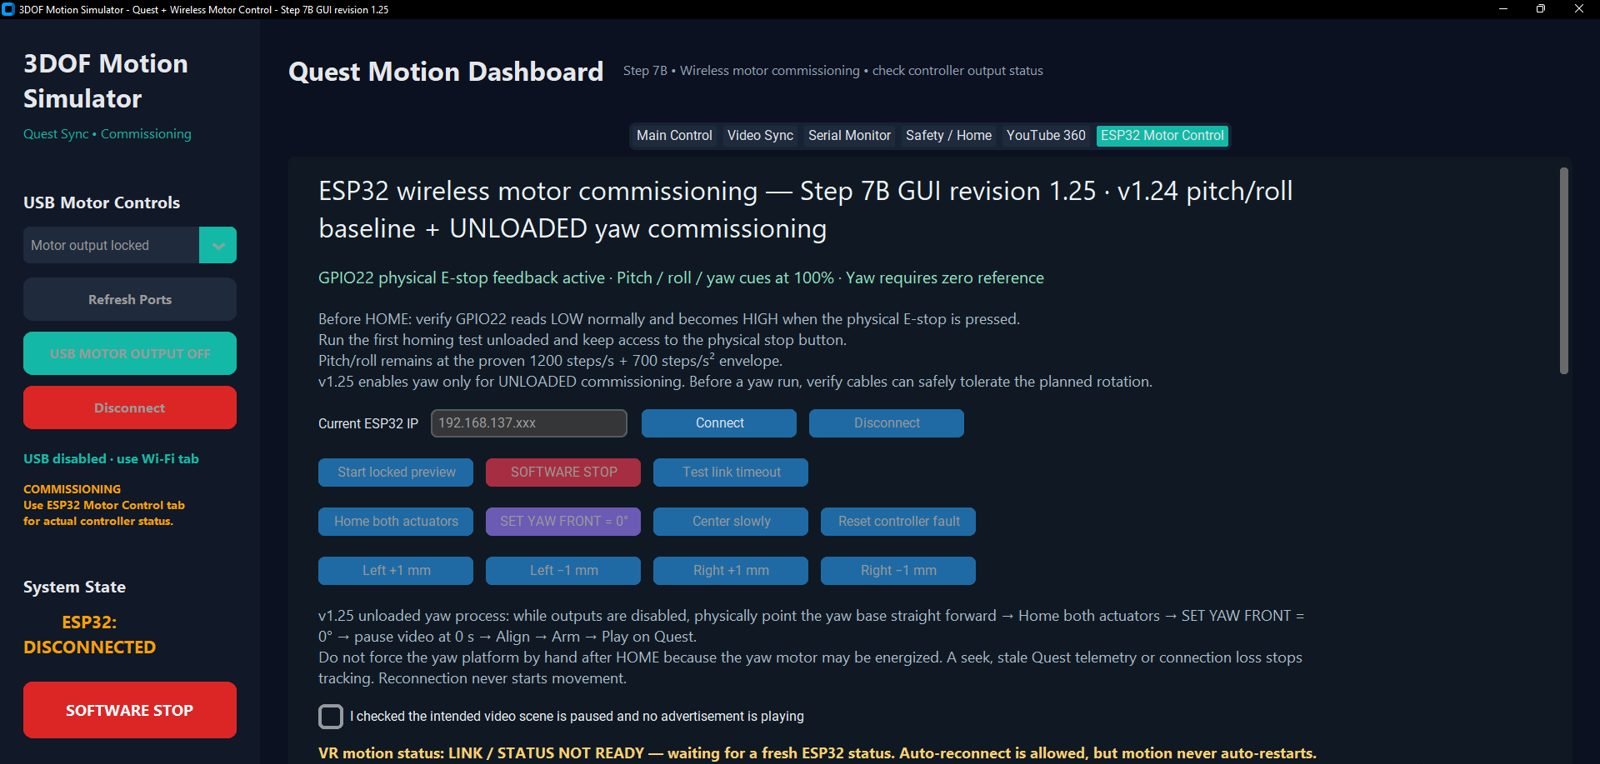 3DOF Motion Simulator - Quest + Wireless Motor Control - Step 7B GUI revision 1.25
3DOF Motion
Simulator
Quest Sync • Commissioning
USB Motor Controls
Motor output locked
Refresh Ports
USB MOTOR OUTPUT OFF
Disconnect
USB disabled · use Wi-Fi tab
COMMISSIONING
Use ESP32 Motor Control tab
for actual controller status.
System State
ESP32:
DISCONNECTED
SOFTWARE STOP
Quest Motion Dashboard
Step 7B • Wireless motor commissioning • check controller output status
Main Control
Video Sync
Serial Monitor
Safety / Home
YouTube 360
ESP32 Motor Control
ESP32 wireless motor commissioning — Step 7B GUI revision 1.25 · v1.24 pitch/roll
baseline + UNLOADED yaw commissioning
GPIO22 physical E-stop feedback active · Pitch / roll / yaw cues at 100% · Yaw requires zero reference
Before HOME: verify GPIO22 reads LOW normally and becomes HIGH when the physical E-stop is pressed.
Run the first homing test unloaded and keep access to the physical stop button.
Pitch/roll remains at the proven 1200 steps/s + 700 steps/s² envelope.
v1.25 enables yaw only for UNLOADED commissioning. Before a yaw run, verify cables can safely tolerate the planned rotation.
Current ESP32 IP
192.168.137.xxx
Connect
Disconnect
Start locked preview
SOFTWARE STOP
Test link timeout
Home both actuators
SET YAW FRONT = 0°
Center slowly
Reset controller fault
Left +1 mm
Left −1 mm
Right +1 mm
Right −1 mm
v1.25 unloaded yaw process: while outputs are disabled, physically point the yaw base straight forward → Home both actuators → SET YAW FRONT =
0° → pause video at 0 s → Align → Arm → Play on Quest.
Do not force the yaw platform by hand after HOME because the yaw motor may be energized. A seek, stale Quest telemetry or connection loss stops
tracking. Reconnection never starts movement.
I checked the intended video scene is paused and no advertisement is playing
VR motion status: LINK / STATUS NOT READY — waiting for a fresh ESP32 status. Auto-reconnect is allowed, but motion never auto-restarts.